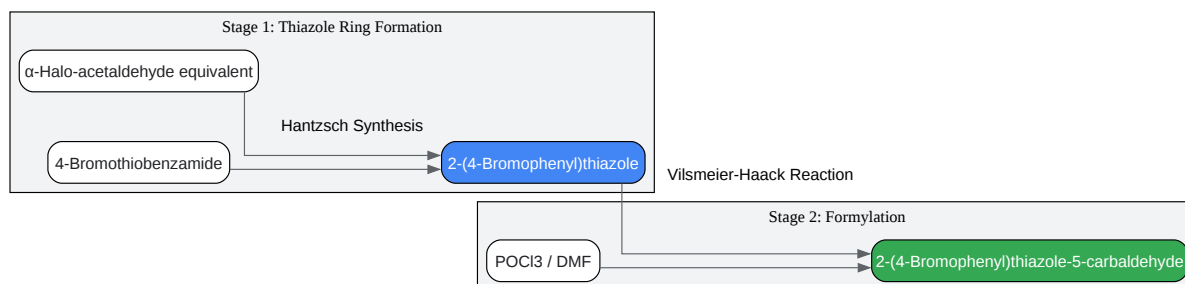 Stage 1: Thiazole Ring Formation
α-Halo-acetaldehyde equivalent
Hantzsch Synthesis
4-Bromothiobenzamide
2-(4-Bromophenyl)thiazole
Vilsmeier-Haack Reaction
Stage 2: Formylation
POCl3 / DMF
2-(4-Bromophenyl)thiazole-5-carbaldehyde